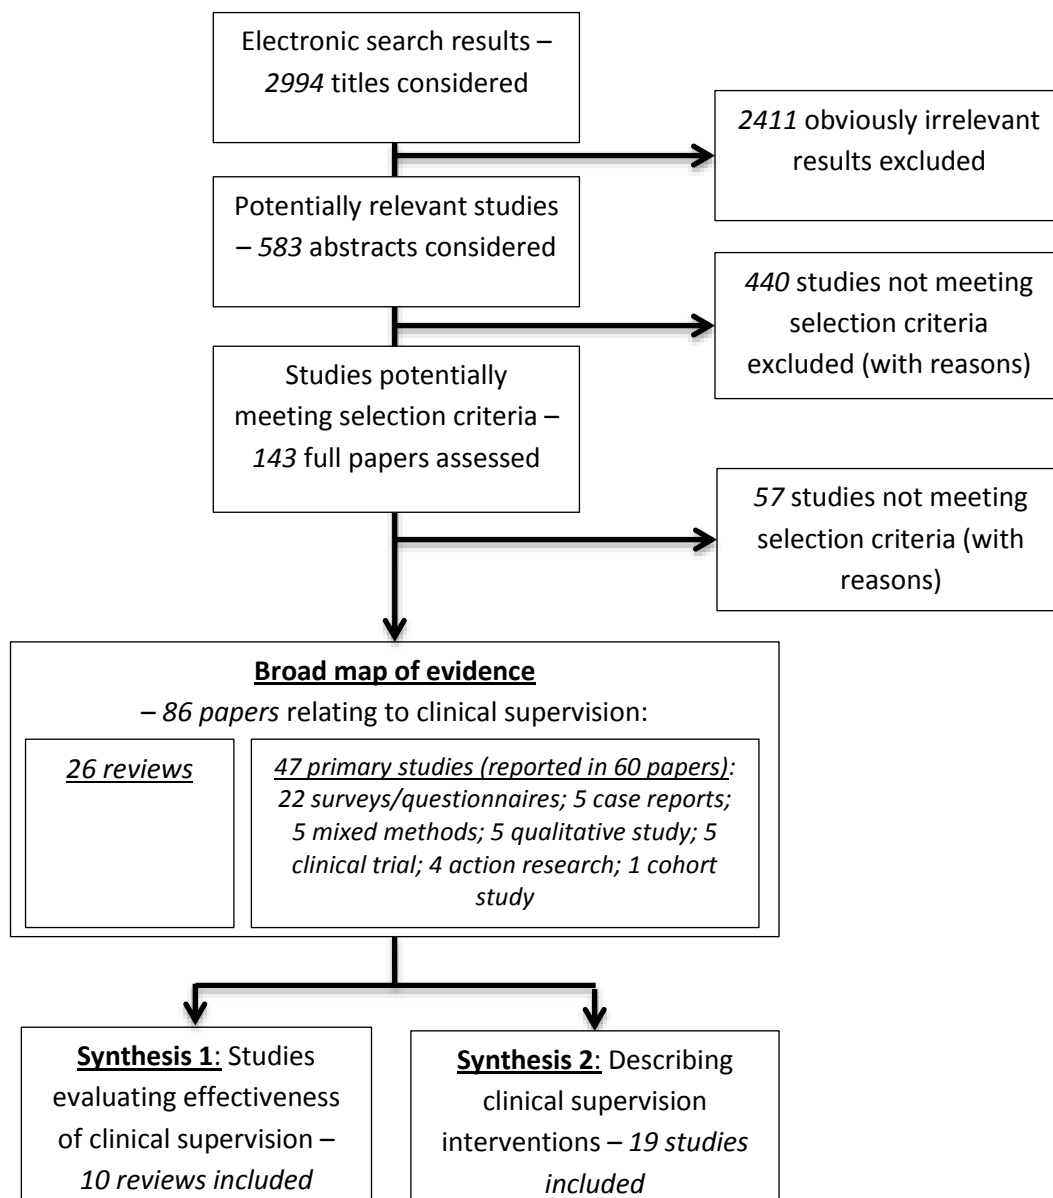 Electronic search results –
2994 titles considered
2411 obviously irrelevant
results excluded
Potentially relevant studies
– 583 abstracts considered
440 studies not meeting
selection criteria
excluded (with reasons)
Studies potentially
meeting selection criteria –
143 full papers assessed
57 studies not meeting
selection criteria (with
reasons)
Broad map of evidence
– 86 papers relating to clinical supervision:
26 reviews
47 primary studies (reported in 60 papers):
22 surveys/questionnaires; 5 case reports;
5 mixed methods; 5 qualitative study; 5
clinical trial; 4 action research; 1 cohort
study
Synthesis 1: Studies
evaluating effectiveness
of clinical supervision –
10 reviews included
Synthesis 2: Describing
clinical supervision
interventions – 19 studies
included